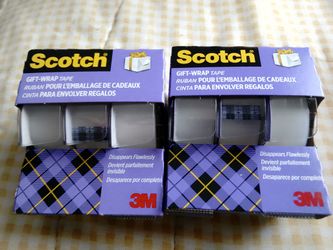 Scotch
GIFT-WRAP TAPE
RUBAN POUR L'EMBALLAGE DE CADEAUX
CINTA PARA ENVOLVER REGALOS
Disappears Flawlessly
Devient parfaitement
invisible
Desaparece por completo
3M
Scotch
GIFT-WRAP TAPE
RUBAN POUR L'EMBALLAGE DE CADEAUX
CINTA PARA ENVOLVER REGALOS
Disappears Flawlessly
Devient parfaitement
invisible
Desaparece por completo
3M